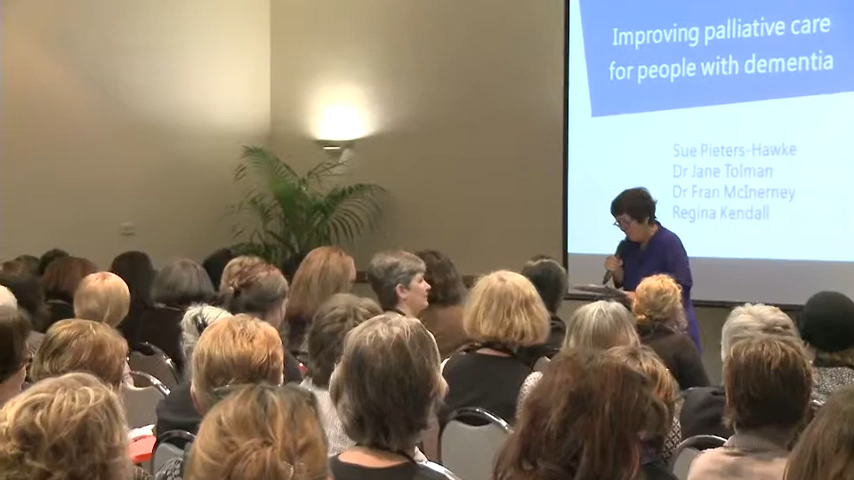 Improving palliative care
for people with dementia
Sue Pieters-Hawke
Dr Jane Tolman
Dr Fran McInerney
Regina Kendall